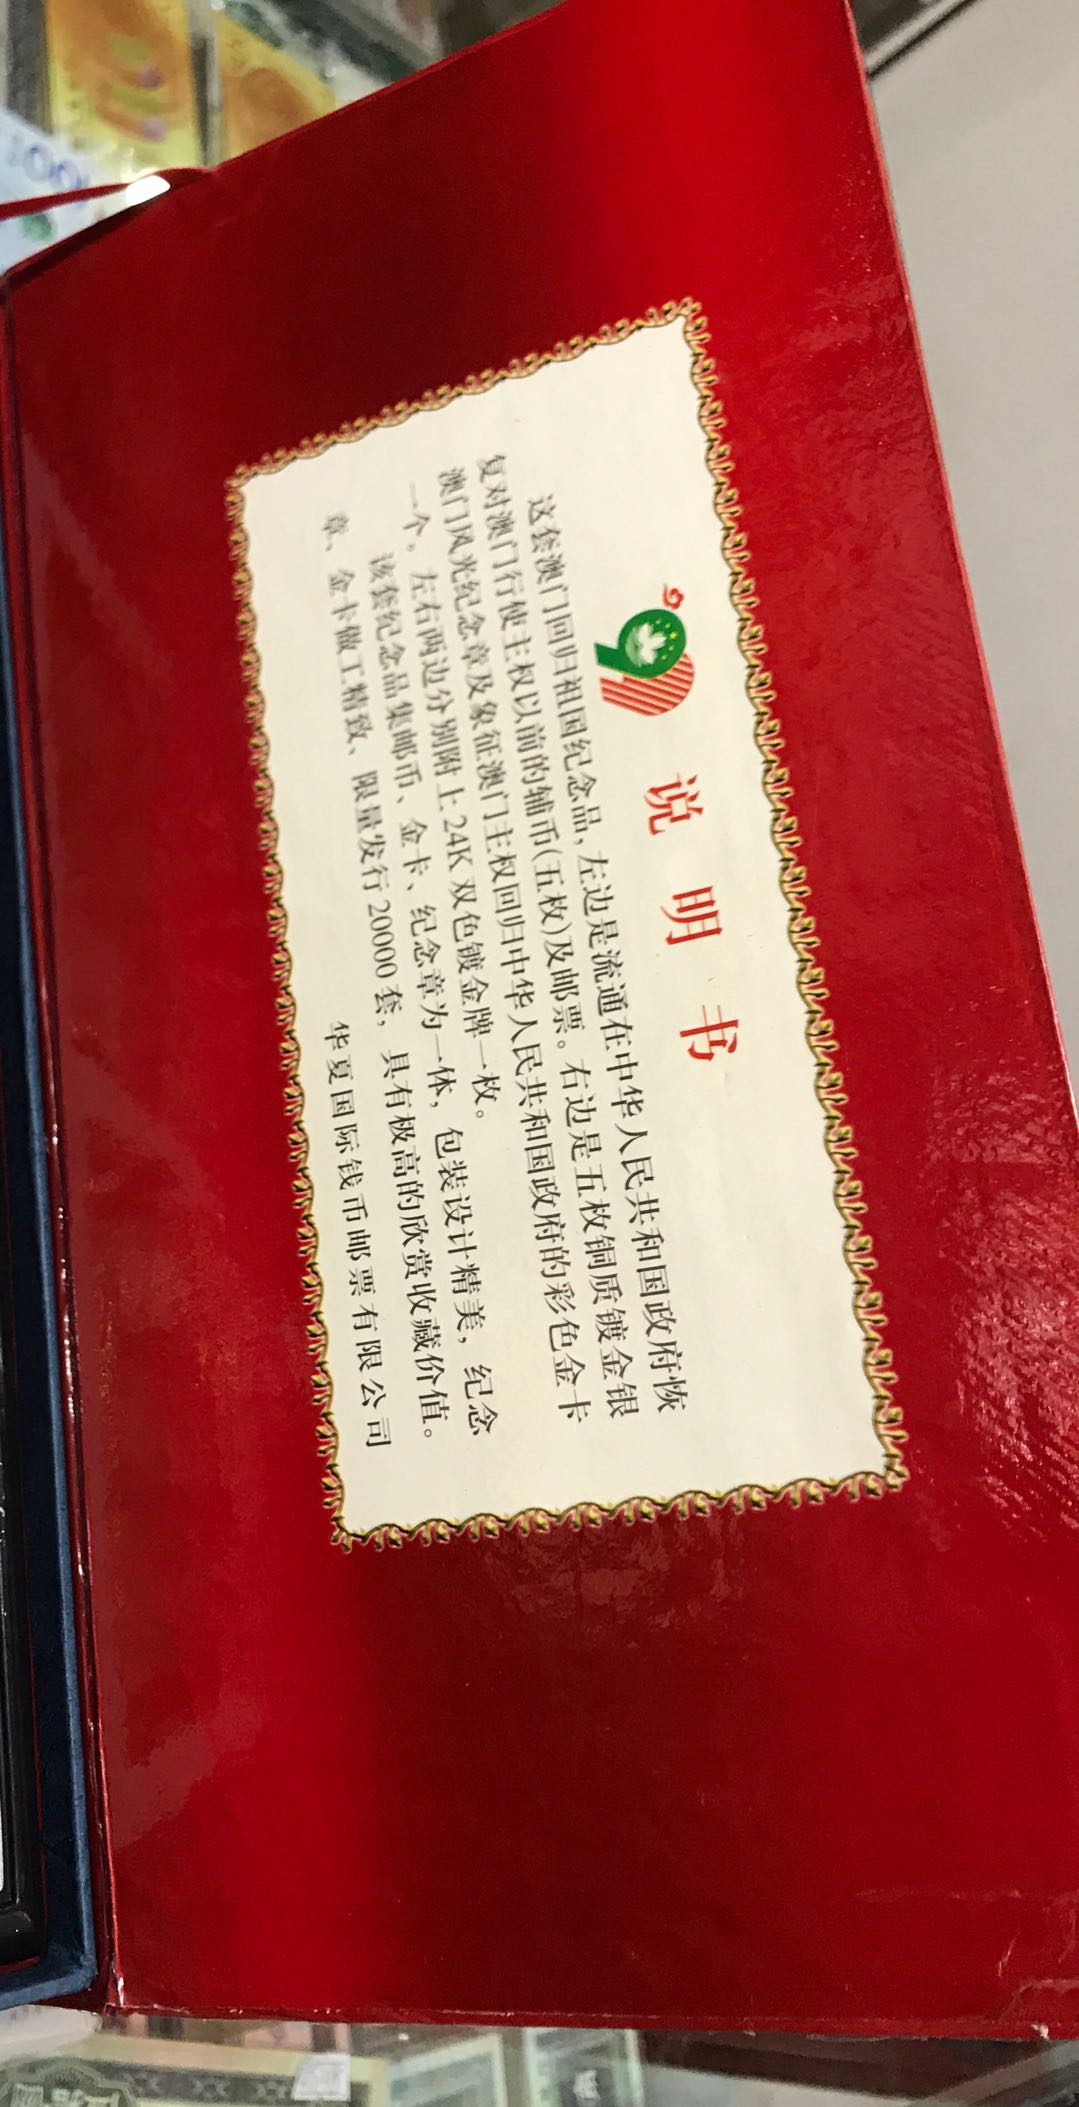 说明书
这套澳门回归祖国纪念品,左边是流通在中华人民共和国政府恢
复对澳门行使主权以前的辅币(五枚)及邮票。右边是五枚铜质镀金银
澳门风光纪念章及象征澳门主权回归中华人民共和国政府的彩色金卡
一个,左右两边分别附上24K双色镀金牌一枚。
该套纪念品集邮币、金卡、纪念章为一体,包装设计精美,纪念
章、金卡做工精致、限量发行20000套,具有极高的欣赏收藏价值。
华夏国际钱币邮票有限公司
100